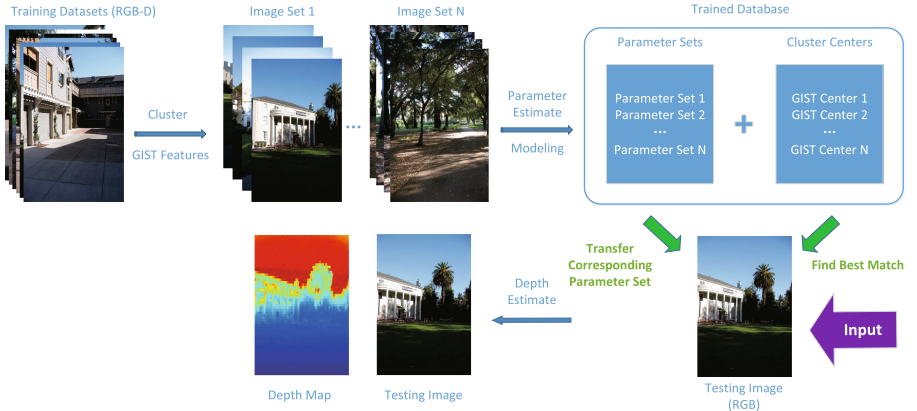 Training Datasets (RGB-D)
Image Set 1
Image Set N
Trained Database
Cluster
GIST Features
...
Parameter
Estimate
Modeling
Parameter Sets
Parameter Set 1
Parameter Set 2
...
Parameter Set N
+
Cluster Centers
GIST Center 1
GIST Center 2
...
GIST Center N
Transfer
Corresponding
Parameter Set
Find Best Match
Depth
Estimate
Input
Depth Map
Testing Image
Testing Image
(RGB)